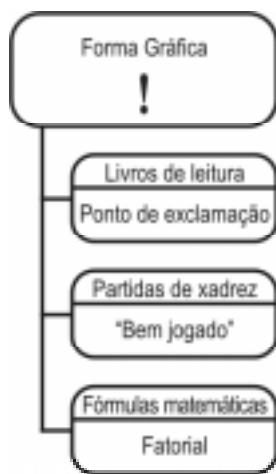 Forma Gráfica
!
Livros de leitura
Ponto de exclamação
Partidas de xadrez
"Bem jogado"
Fórmulas matemáticas
Fatorial